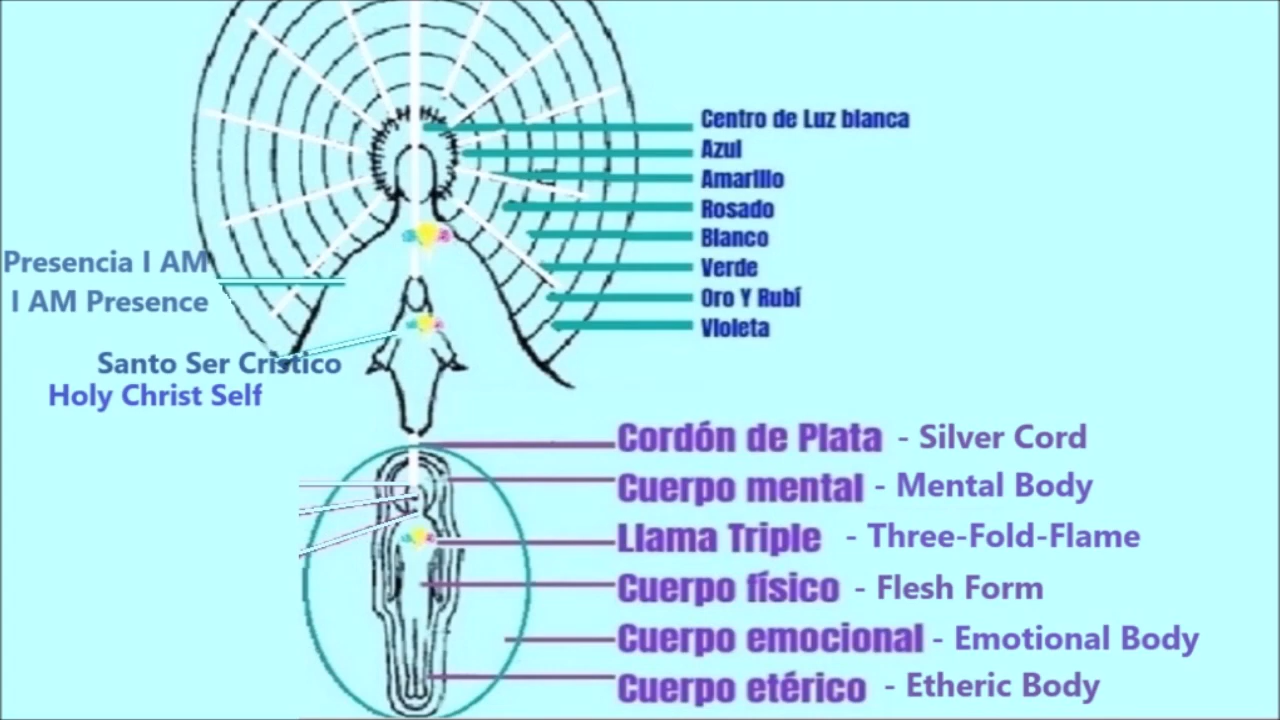 Centro de Luz blanca
Azul
Amarillo
Rosado
Blanco
Verde
Oro Y Rubí
Violeta
Presencia I AM
I AM Presence
Santo Ser Cristico
Holy Christ Self
Cordón de Plata - Silver Cord
Cuerpo mental - Mental Body
Llama Triple - Three-Fold-Flame
Cuerpo físico - Flesh Form
Cuerpo emocional - Emotional Body
Cuerpo etérico - Etheric Body